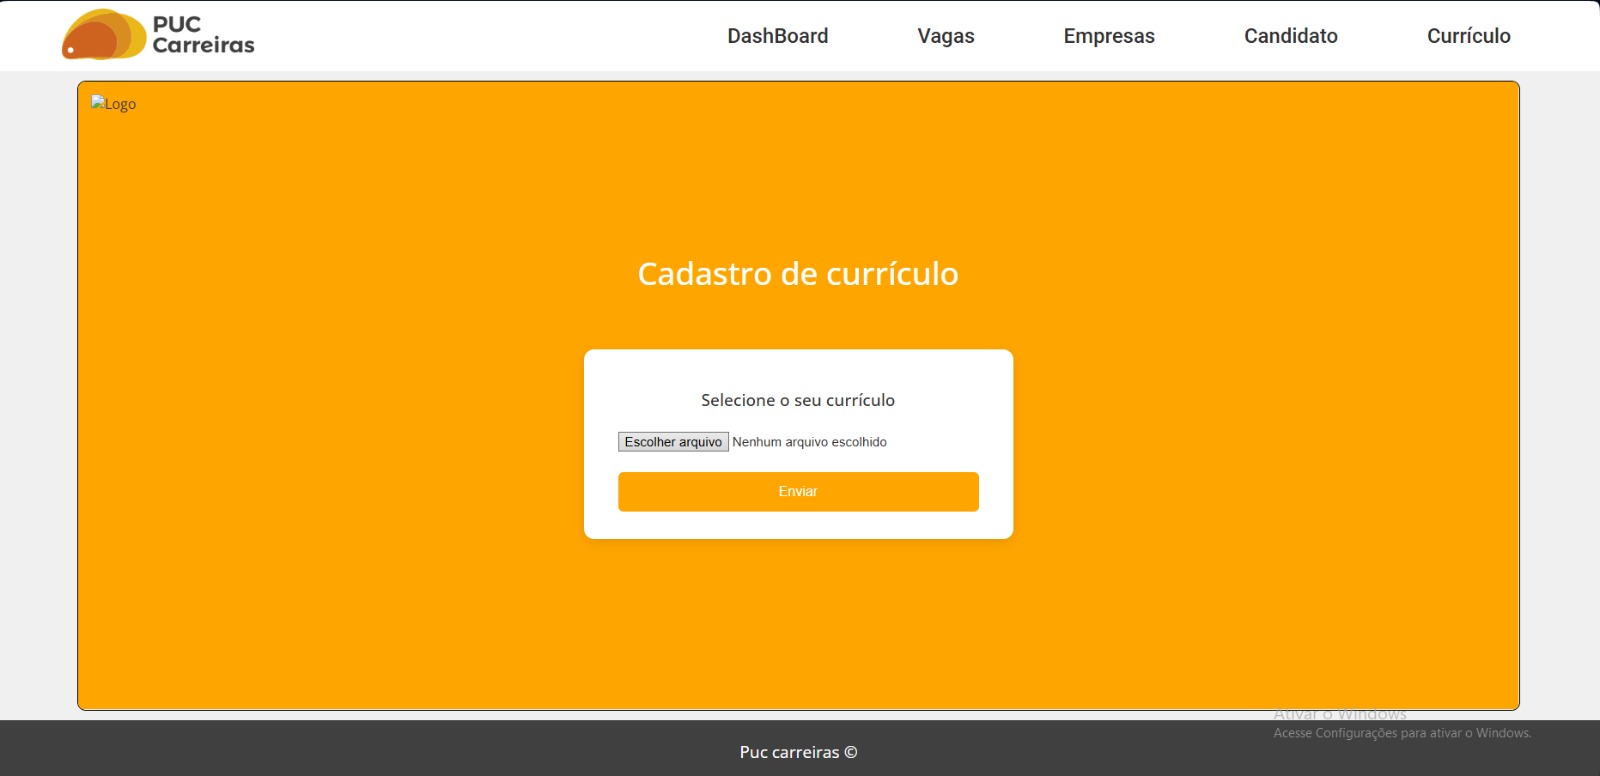 PUC
Carreiras
DashBoard
Vagas
Empresas
Candidato
Currículo
Logo
Cadastro de currículo
Selecione o seu currículo
Escolher arquivo Nenhum arquivo escolhido
Enviar
Ativar o Windows
Acesse Configurações para ativar o Windows.
Puc carreiras ©